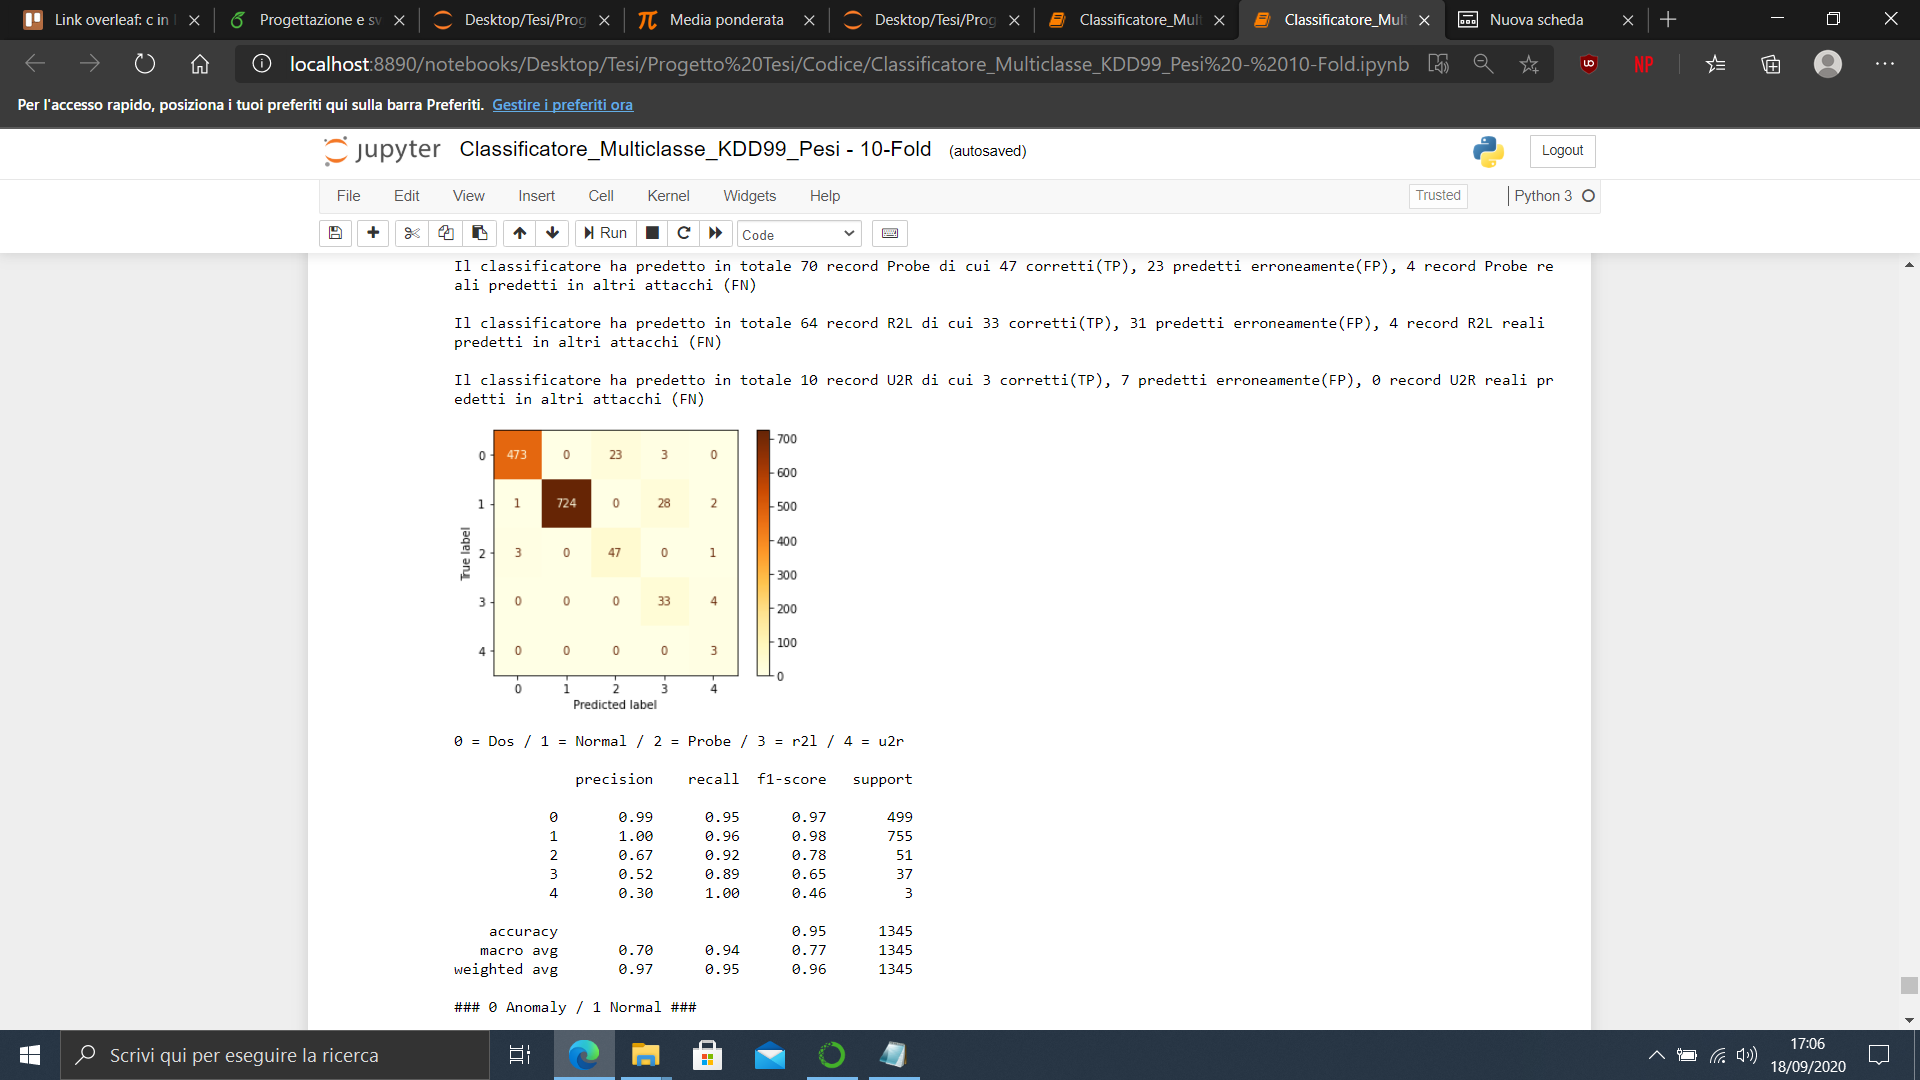 Link overleaf: c in
Progettazione e sv
Desktop/Tesi/Prog
Media ponderata
Desktop/Tesi/Prog
Classificatore_Mult
Classificatore_Mult
Nuova scheda
localhost:8890/notebooks/Desktop/Tesi/Progetto%20Tesi/Codice/Classificatore_Multiclasse_KDD99_Pesi%20-%2010-Fold.ipynb
NP
Per l'accesso rapido, posiziona i tuoi preferiti qui sulla barra Preferiti. Gestire i preferiti ora
jupyter Classificatore_Multiclasse_KDD99_Pesi - 10-Fold (autosaved)
Logout
File Edit View Insert Cell Kernel Widgets Help
Trusted
Python 3
Run
Code
Il classificatore ha predetto in totale 70 record Probe di cui 47 corretti(TP), 23 predetti erroneamente(FP), 4 record Probe re
ali predetti in altri attacchi (FN)
Il classificatore ha predetto in totale 64 record R2L di cui 33 corretti(TP), 31 predetti erroneamente(FP), 4 record R2L reali
predetti in altri attacchi (FN)
Il classificatore ha predetto in totale 10 record U2R di cui 3 corretti(TP), 7 predetti erroneamente(FP), 0 record U2R reali pr
edetti in altri attacchi (FN)
0 473 0 23 3 0
1 1 724 0 28 2
2 3 0 47 0 1
3 0 0 0 33 4
4 0 0 0 0 3
0 1 2 3 4
True label
Predicted label
700
600
500
400
300
200
100
0
0 = Dos / 1 = Normal / 2 = Probe / 3 = r2l / 4 = u2r
precision recall f1-score support
0 0.99 0.95 0.97 499
1 1.00 0.96 0.98 755
2 0.67 0.92 0.78 51
3 0.52 0.89 0.65 37
4 0.30 1.00 0.46 3
accuracy 0.95 1345
macro avg 0.70 0.94 0.77 1345
weighted avg 0.97 0.95 0.96 1345
### 0 Anomaly / 1 Normal ###
Scrivi qui per eseguire la ricerca
17:06
18/09/2020